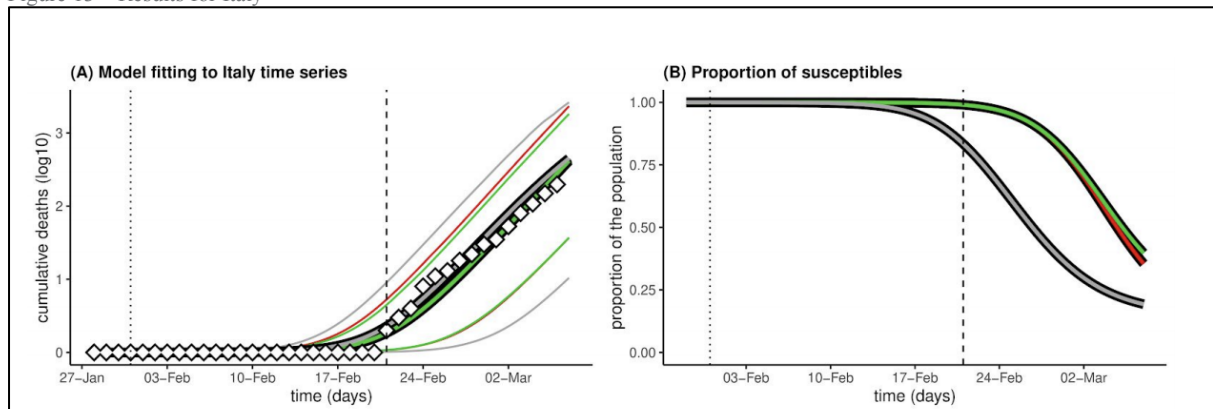 (A) Model fitting to Italy time series
cumulative deaths (log10)
3
2
1
0
27−Jan 03−Feb 10−Feb 17−Feb 24−Feb 02−Mar
time (days)
(B) Proportion of susceptibles
proportion of the population
1.00
0.75
0.50
0.25
0.00
03−Feb 10−Feb 17−Feb 24−Feb 02−Mar
time (days)